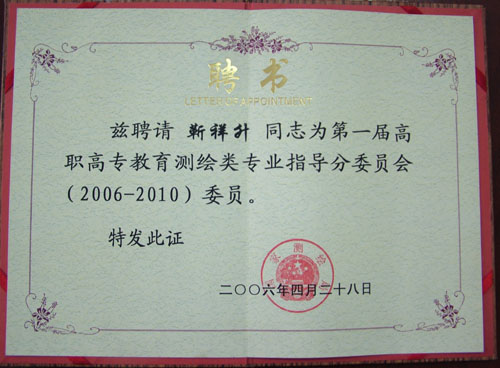 聘书
LETTER OF APPOINTMENT
兹聘请 靳祥升 同志为第一届高
职高专教育测绘类专业指导分委员会
(2006-2010)委员。
特发此证
二〇〇六年四月二十八日